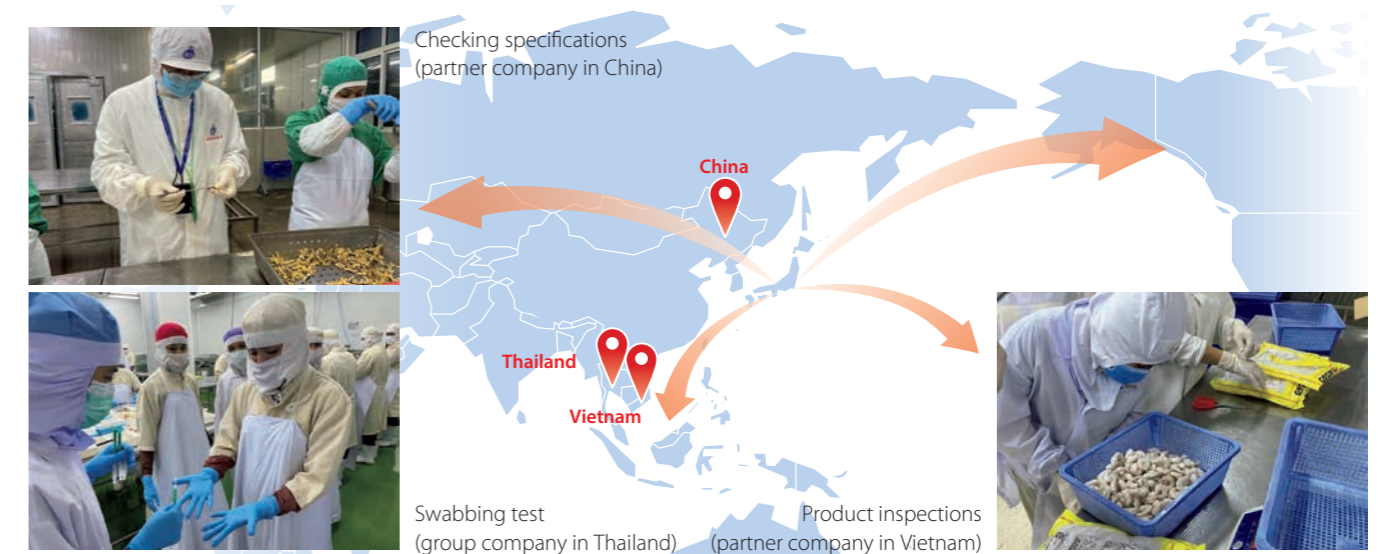 Checking specifications
(partner company in China)
China
Thailand
Vietnam
Swabbing test
(group company in Thailand)
Product inspections
(partner company in Vietnam)